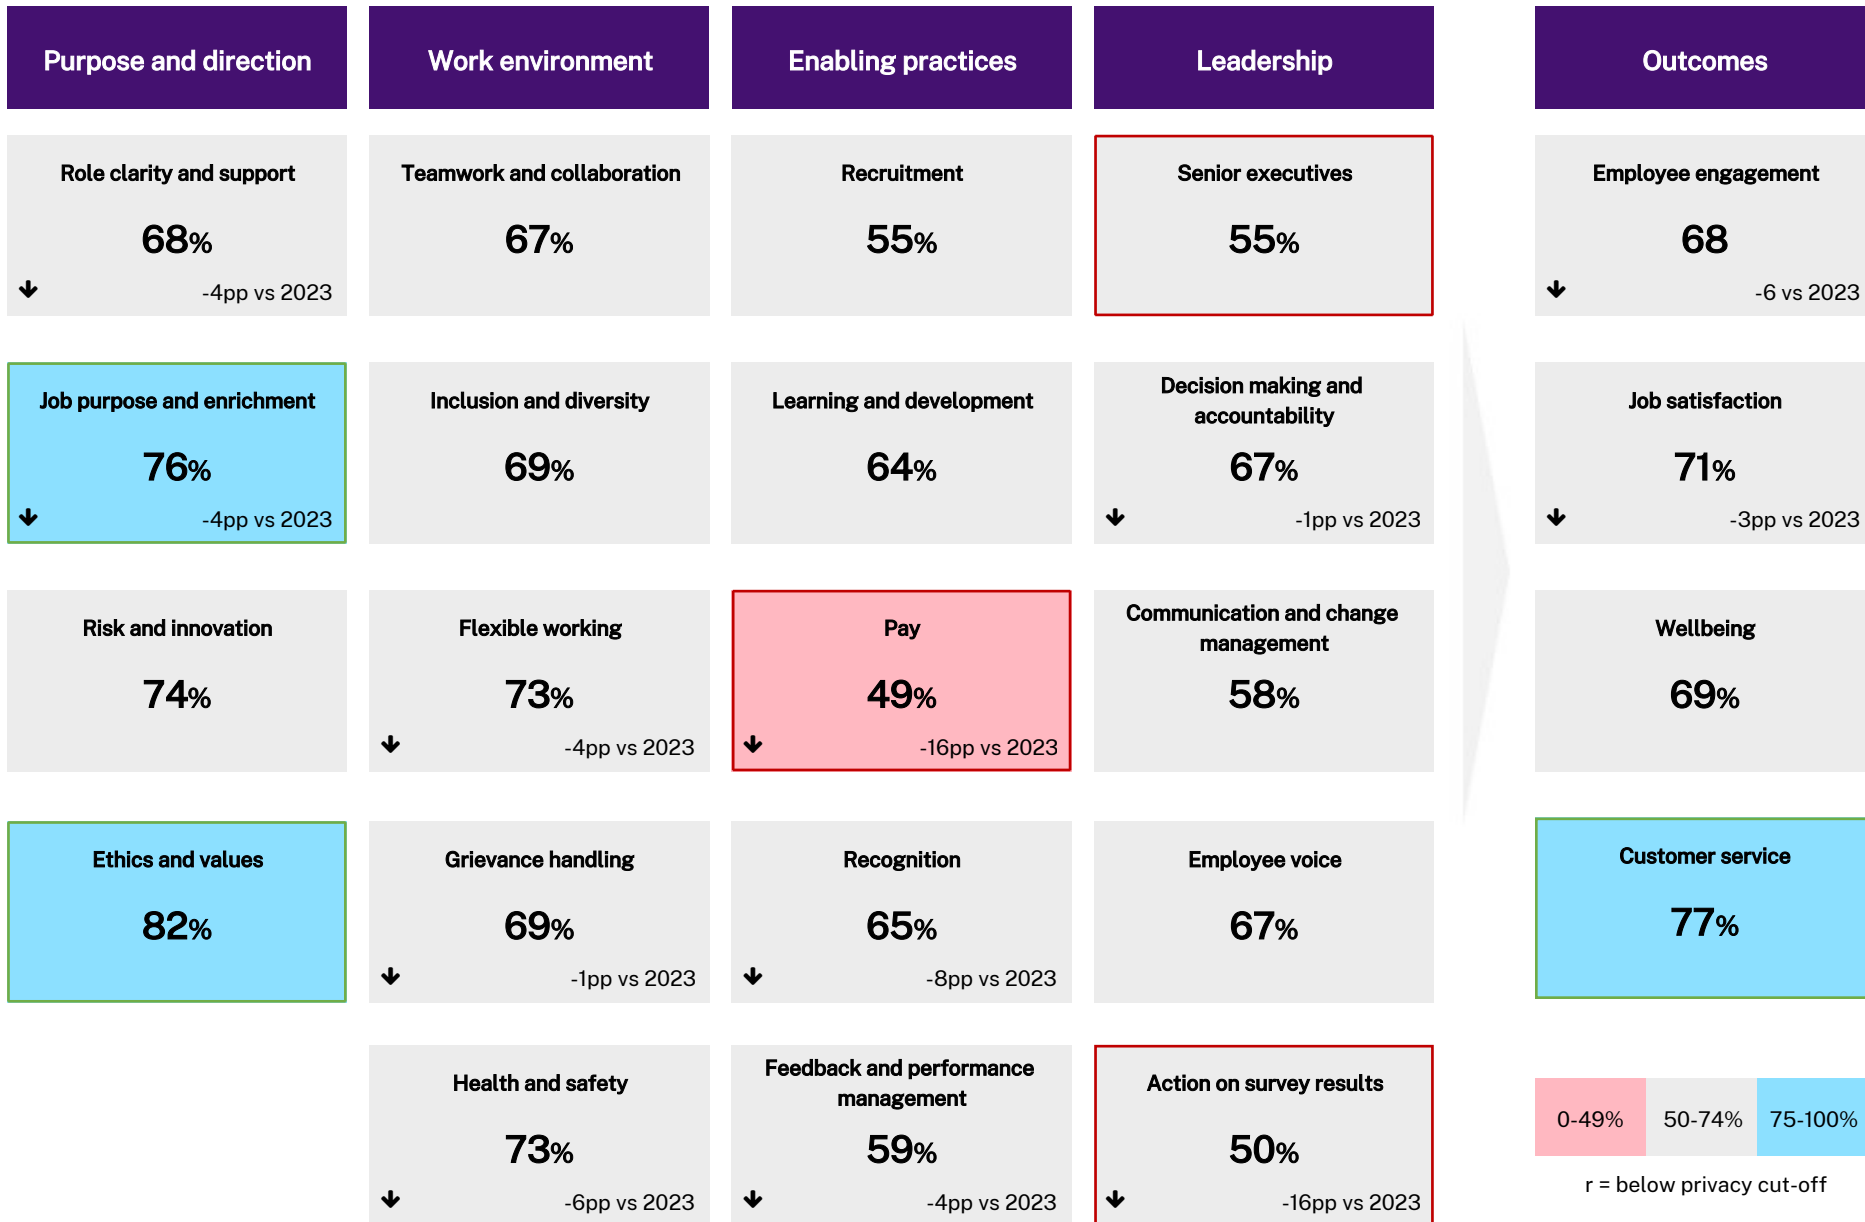 Purpose and direction
Work environment
Enabling practices
Leadership
Outcomes
Role clarity and support
68%
-4pp vs 2023
Teamwork and collaboration
67%
Recruitment
55%
Senior executives
55%
Employee engagement
68
-6 vs 2023
Job purpose and enrichment
76%
-4pp vs 2023
Inclusion and diversity
69%
Learning and development
64%
Decision making and
accountability
67%
-1pp vs 2023
Job satisfaction
71%
-3pp vs 2023
Risk and innovation
74%
Flexible working
73%
-4pp vs 2023
Pay
49%
-16pp vs 2023
Communication and change
management
58%
Wellbeing
69%
Ethics and values
82%
Grievance handling
69%
-1pp vs 2023
Recognition
65%
-8pp vs 2023
Employee voice
67%
Customer service
77%
Health and safety
73%
-6pp vs 2023
Feedback and performance
management
59%
-4pp vs 2023
Action on survey results
50%
-16pp vs 2023
0-49%
50-74%
75-100%
r = below privacy cut-off